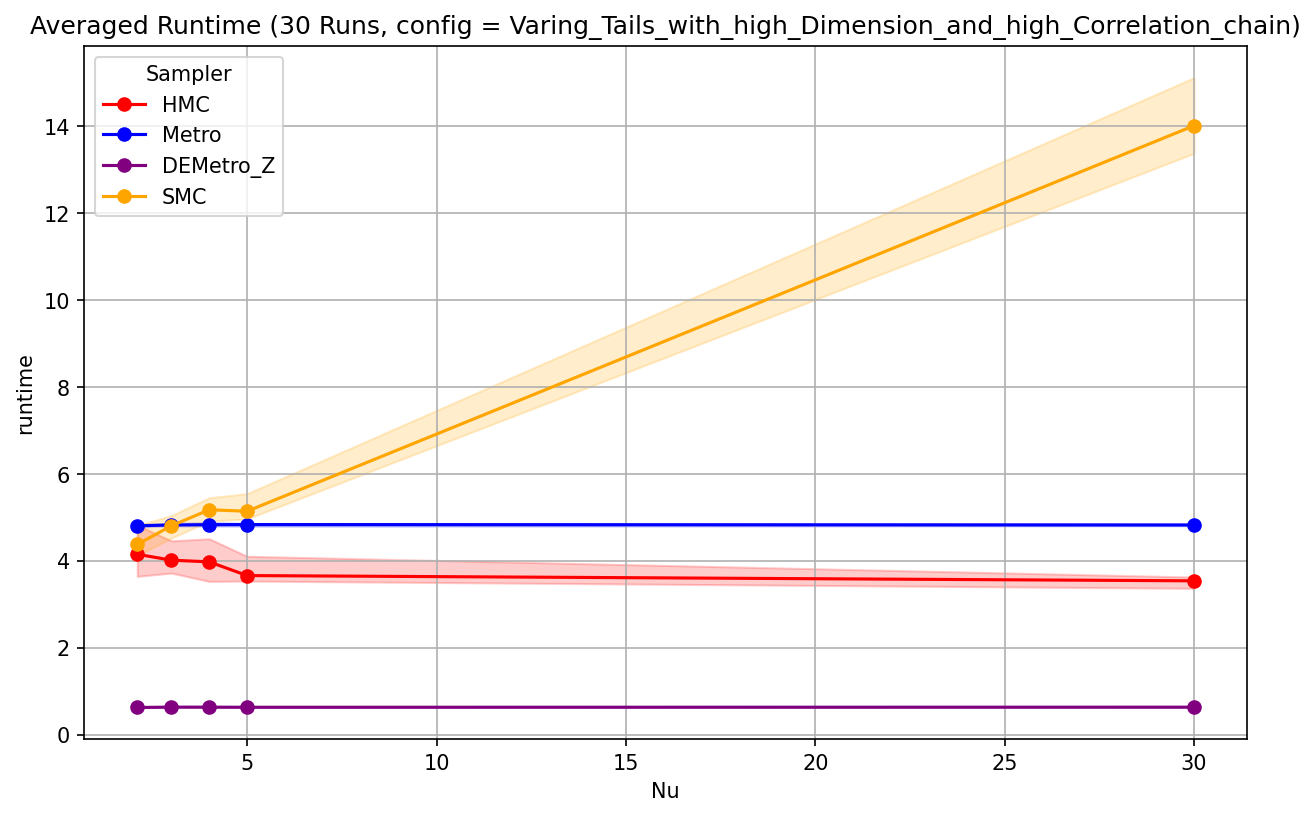 Averaged Runtime (30 Runs, config = Varing_Tails_with_high_Dimension_and_high_Correlation_chain)
Sampler
HMC
Metro
DEMetro_Z
SMC
runtime
14
12
10
8
6
4
2
0
5
10
15
20
25
30
Nu